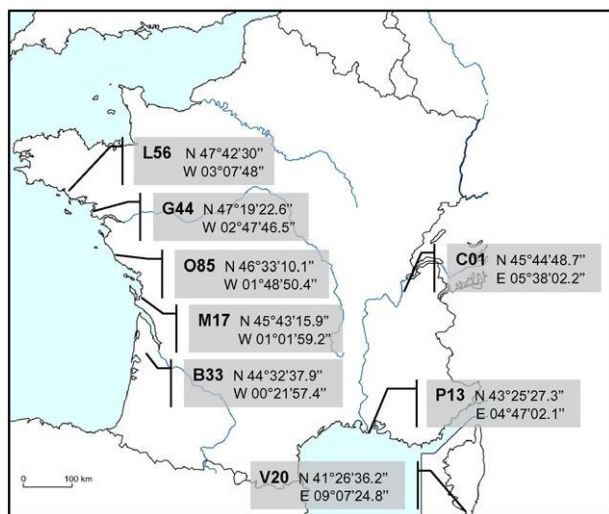 L56 N 47°42'30"
W 03°07'48"
G44 N 47°19'22.6"
W 02°47'46.5"
O85 N 46°33'10.1"
W 01°48'50.4"
C01 N 45°44'48.7"
E 05°38'02.2"
M17 N 45°43'15.9"
W 01°01'59.2"
B33 N 44°32'37.9"
W 00°21'57.4"
P13 N 43°25'27.3"
E 04°47'02.1"
V20 N 41°26'36.2"
E 09°07'24.8"
0 100 km